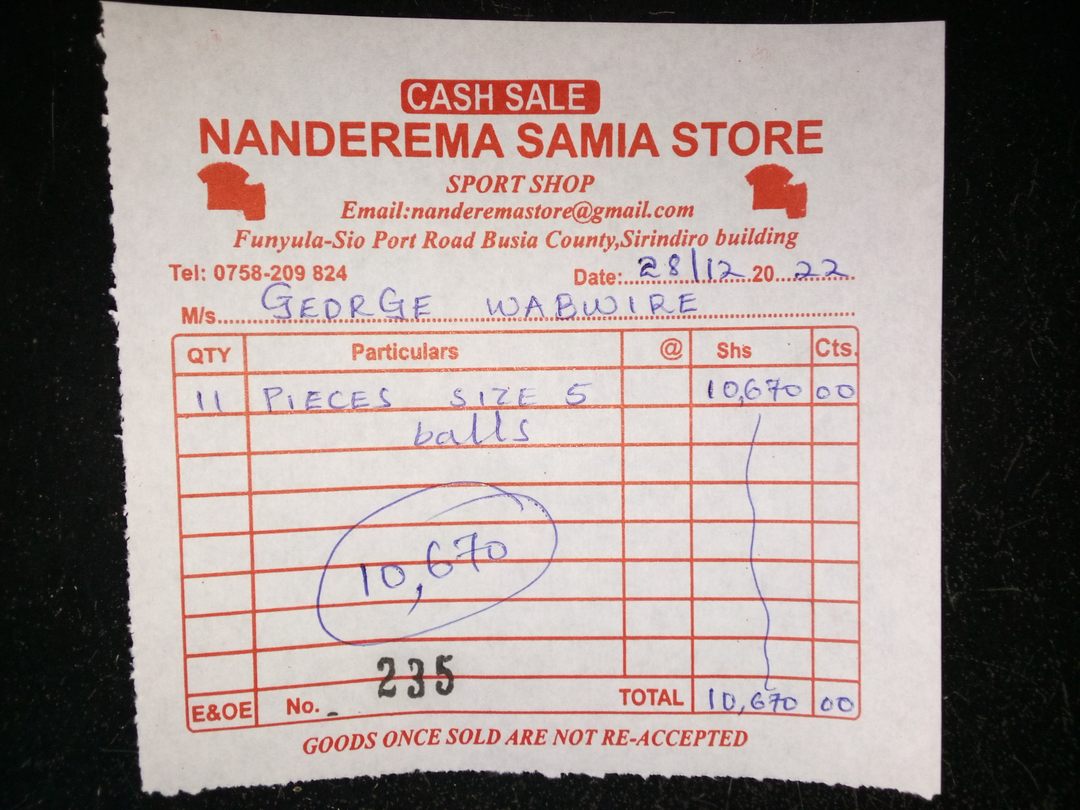 CASH SALE
NANDEREMA SAMIA STORE
SPORT SHOP
Email:nanderemastore@gmail.com
Funyula-Sio Port Road Busia County,Sirindiro building
Tel: 0758-209 824 Date:..28/12..20..22..
M/s..GEORGE WABWIRE
QTY Particulars @ Shs Cts.
11 PIECES SIZE 5 10,670 00
balls
10,670
235
E&OE No. TOTAL 10,670 00
GOODS ONCE SOLD ARE NOT RE-ACCEPTED